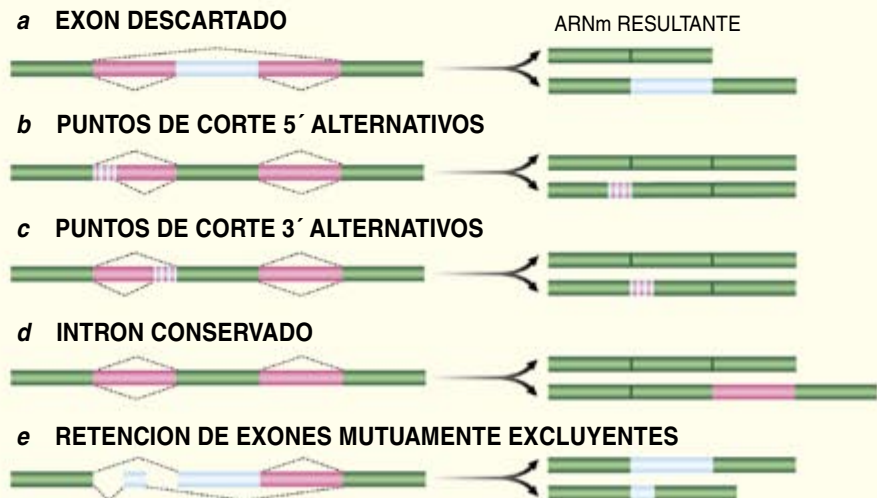 a EXON DESCARTADO
ARNm RESULTANTE
b PUNTOS DE CORTE 5´ ALTERNATIVOS
c PUNTOS DE CORTE 3´ ALTERNATIVOS
d INTRON CONSERVADO
e RETENCION DE EXONES MUTUAMENTE EXCLUYENTES